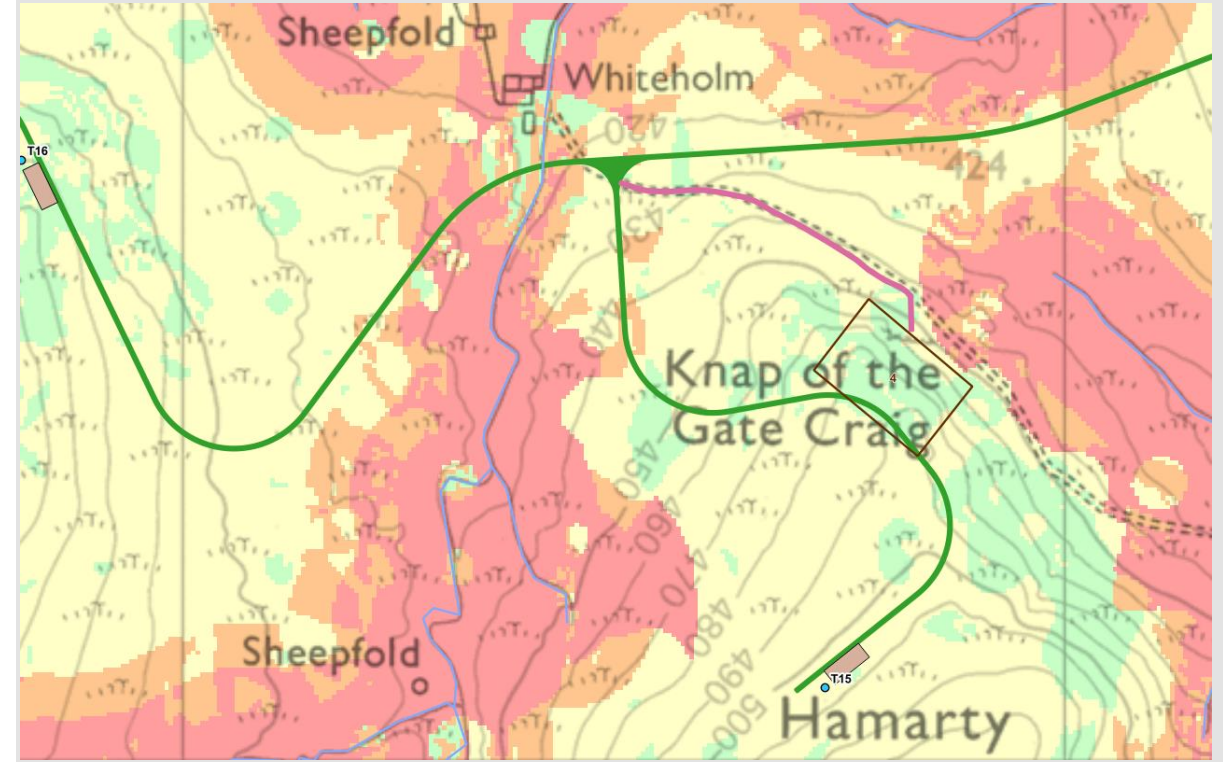 Sheepfold
Whiteholm
420
T16
424
430
440
Knap of the
4
Gate Craig
450
460
470
480
Sheepfold
490
T15
500
Hamarty